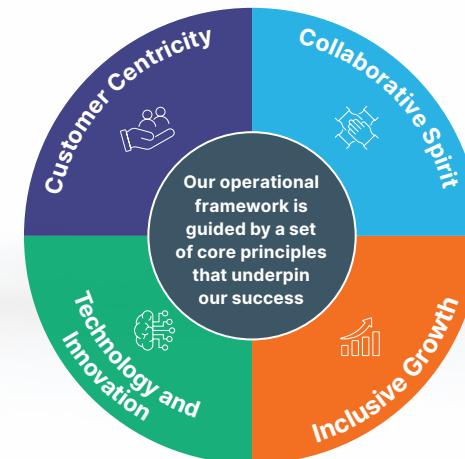 Customer Centricity
Collaborative Spirit
Our operational
framework is
guided by a set
of core principles
that underpin
our success
Technology and
Innovation
Inclusive Growth